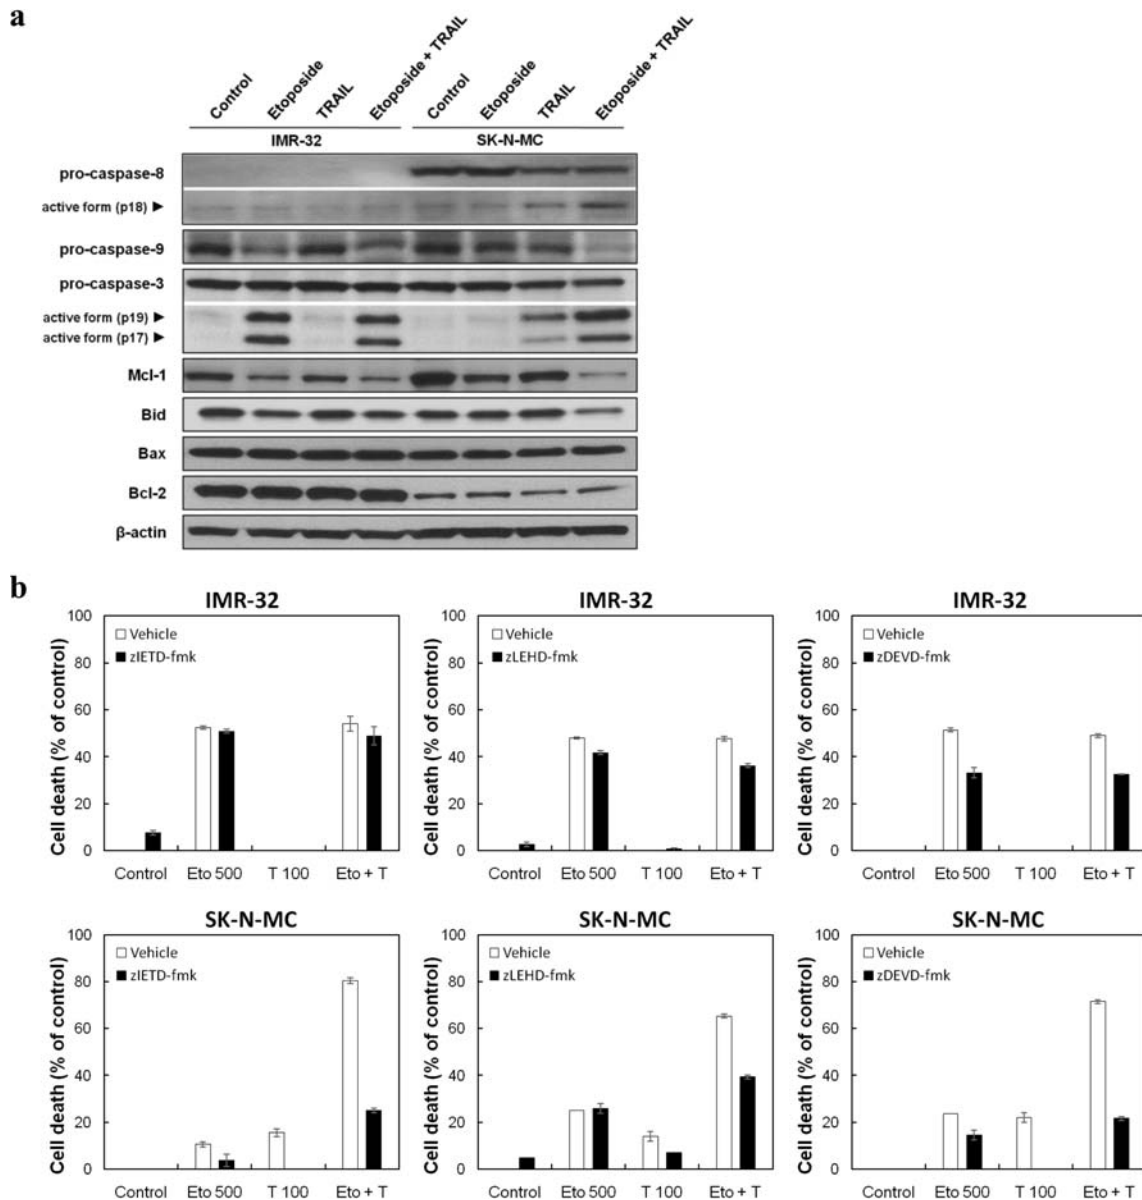 a
Control
Etoposide
TRAIL
Etoposide + TRAIL
Control
Etoposide
TRAIL
Etoposide + TRAIL
IMR-32
SK-N-MC
pro-caspase-8
active form (p18) ►
pro-caspase-9
pro-caspase-3
active form (p19) ►
active form (p17) ►
Mcl-1
Bid
Bax
Bcl-2
β-actin
b
IMR-32
Cell death (% of control)
100
80
60
40
20
0
Vehicle
zIETD-fmk
Control Eto 500 T 100 Eto + T
IMR-32
Cell death (% of control)
100
80
60
40
20
0
Vehicle
zLEHD-fmk
Control Eto 500 T 100 Eto + T
IMR-32
Cell death (% of control)
100
80
60
40
20
0
Vehicle
zDEVD-fmk
Control Eto 500 T 100 Eto + T
SK-N-MC
Cell death (% of control)
100
80
60
40
20
0
Vehicle
zIETD-fmk
Control Eto 500 T 100 Eto + T
SK-N-MC
Cell death (% of control)
100
80
60
40
20
0
Vehicle
zLEHD-fmk
Control Eto 500 T 100 Eto + T
SK-N-MC
Cell death (% of control)
100
80
60
40
20
0
Vehicle
zDEVD-fmk
Control Eto 500 T 100 Eto + T